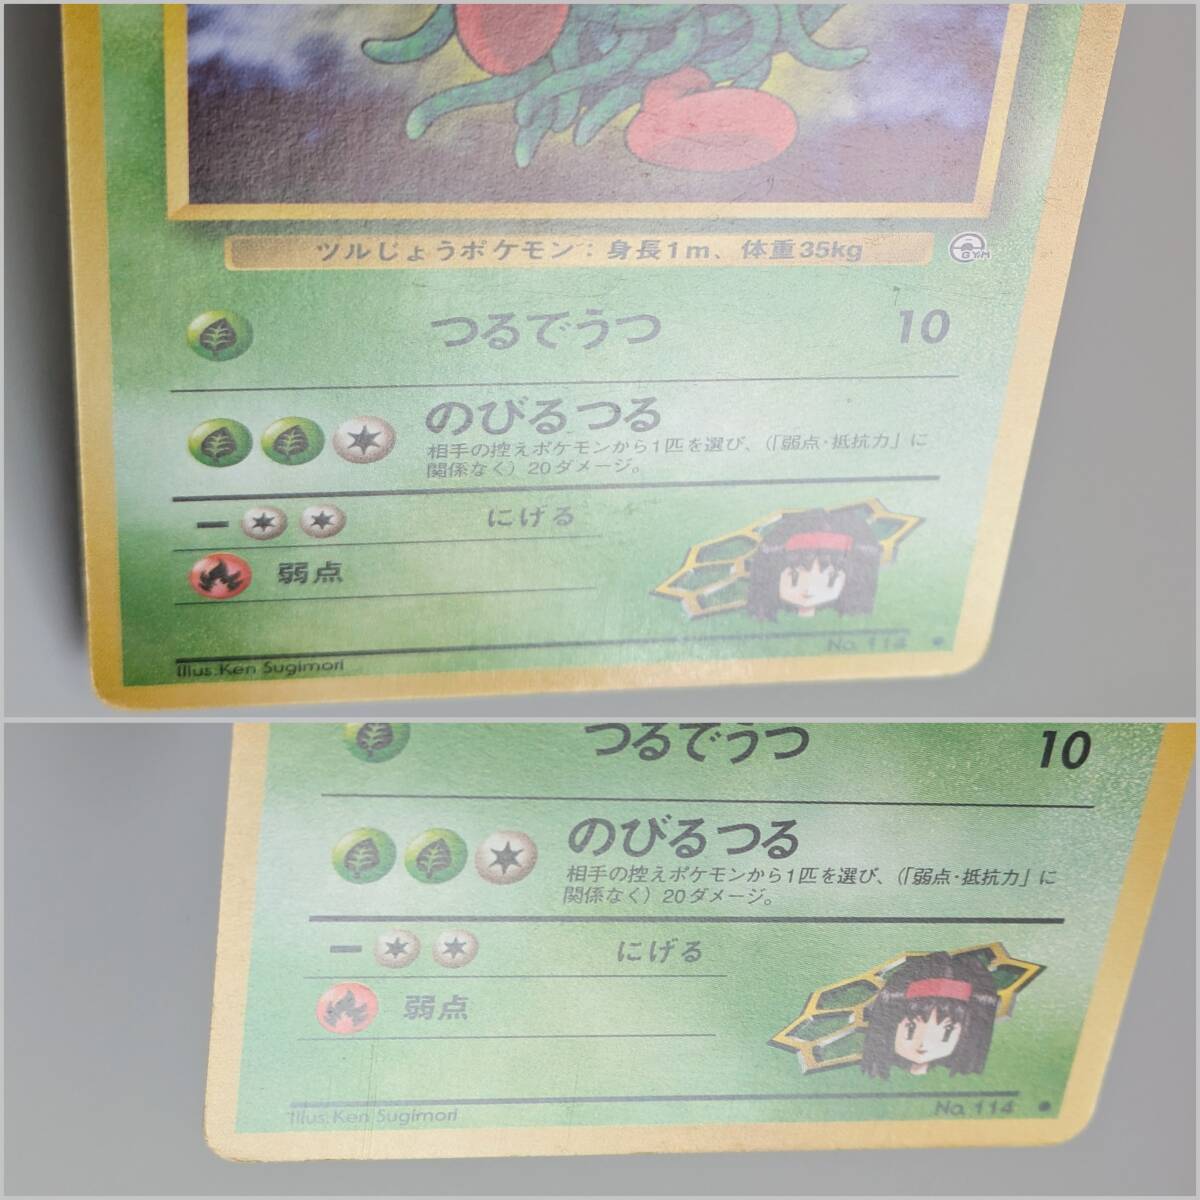 ツルじょうポケモン：身長1m、体重35kg
GYM
つるでうつ 10
のびるつる
相手の控えポケモンから1匹を選び、（「弱点・抵抗力」に
関係なく）20ダメージ。
にげる
弱点
No. 114 ●
Illus. Ken Sugimori
つるでうつ 10
のびるつる
相手の控えポケモンから1匹を選び、（「弱点・抵抗力」に
関係なく）20ダメージ。
にげる
弱点
Illus. Ken Sugimori No. 114 ●